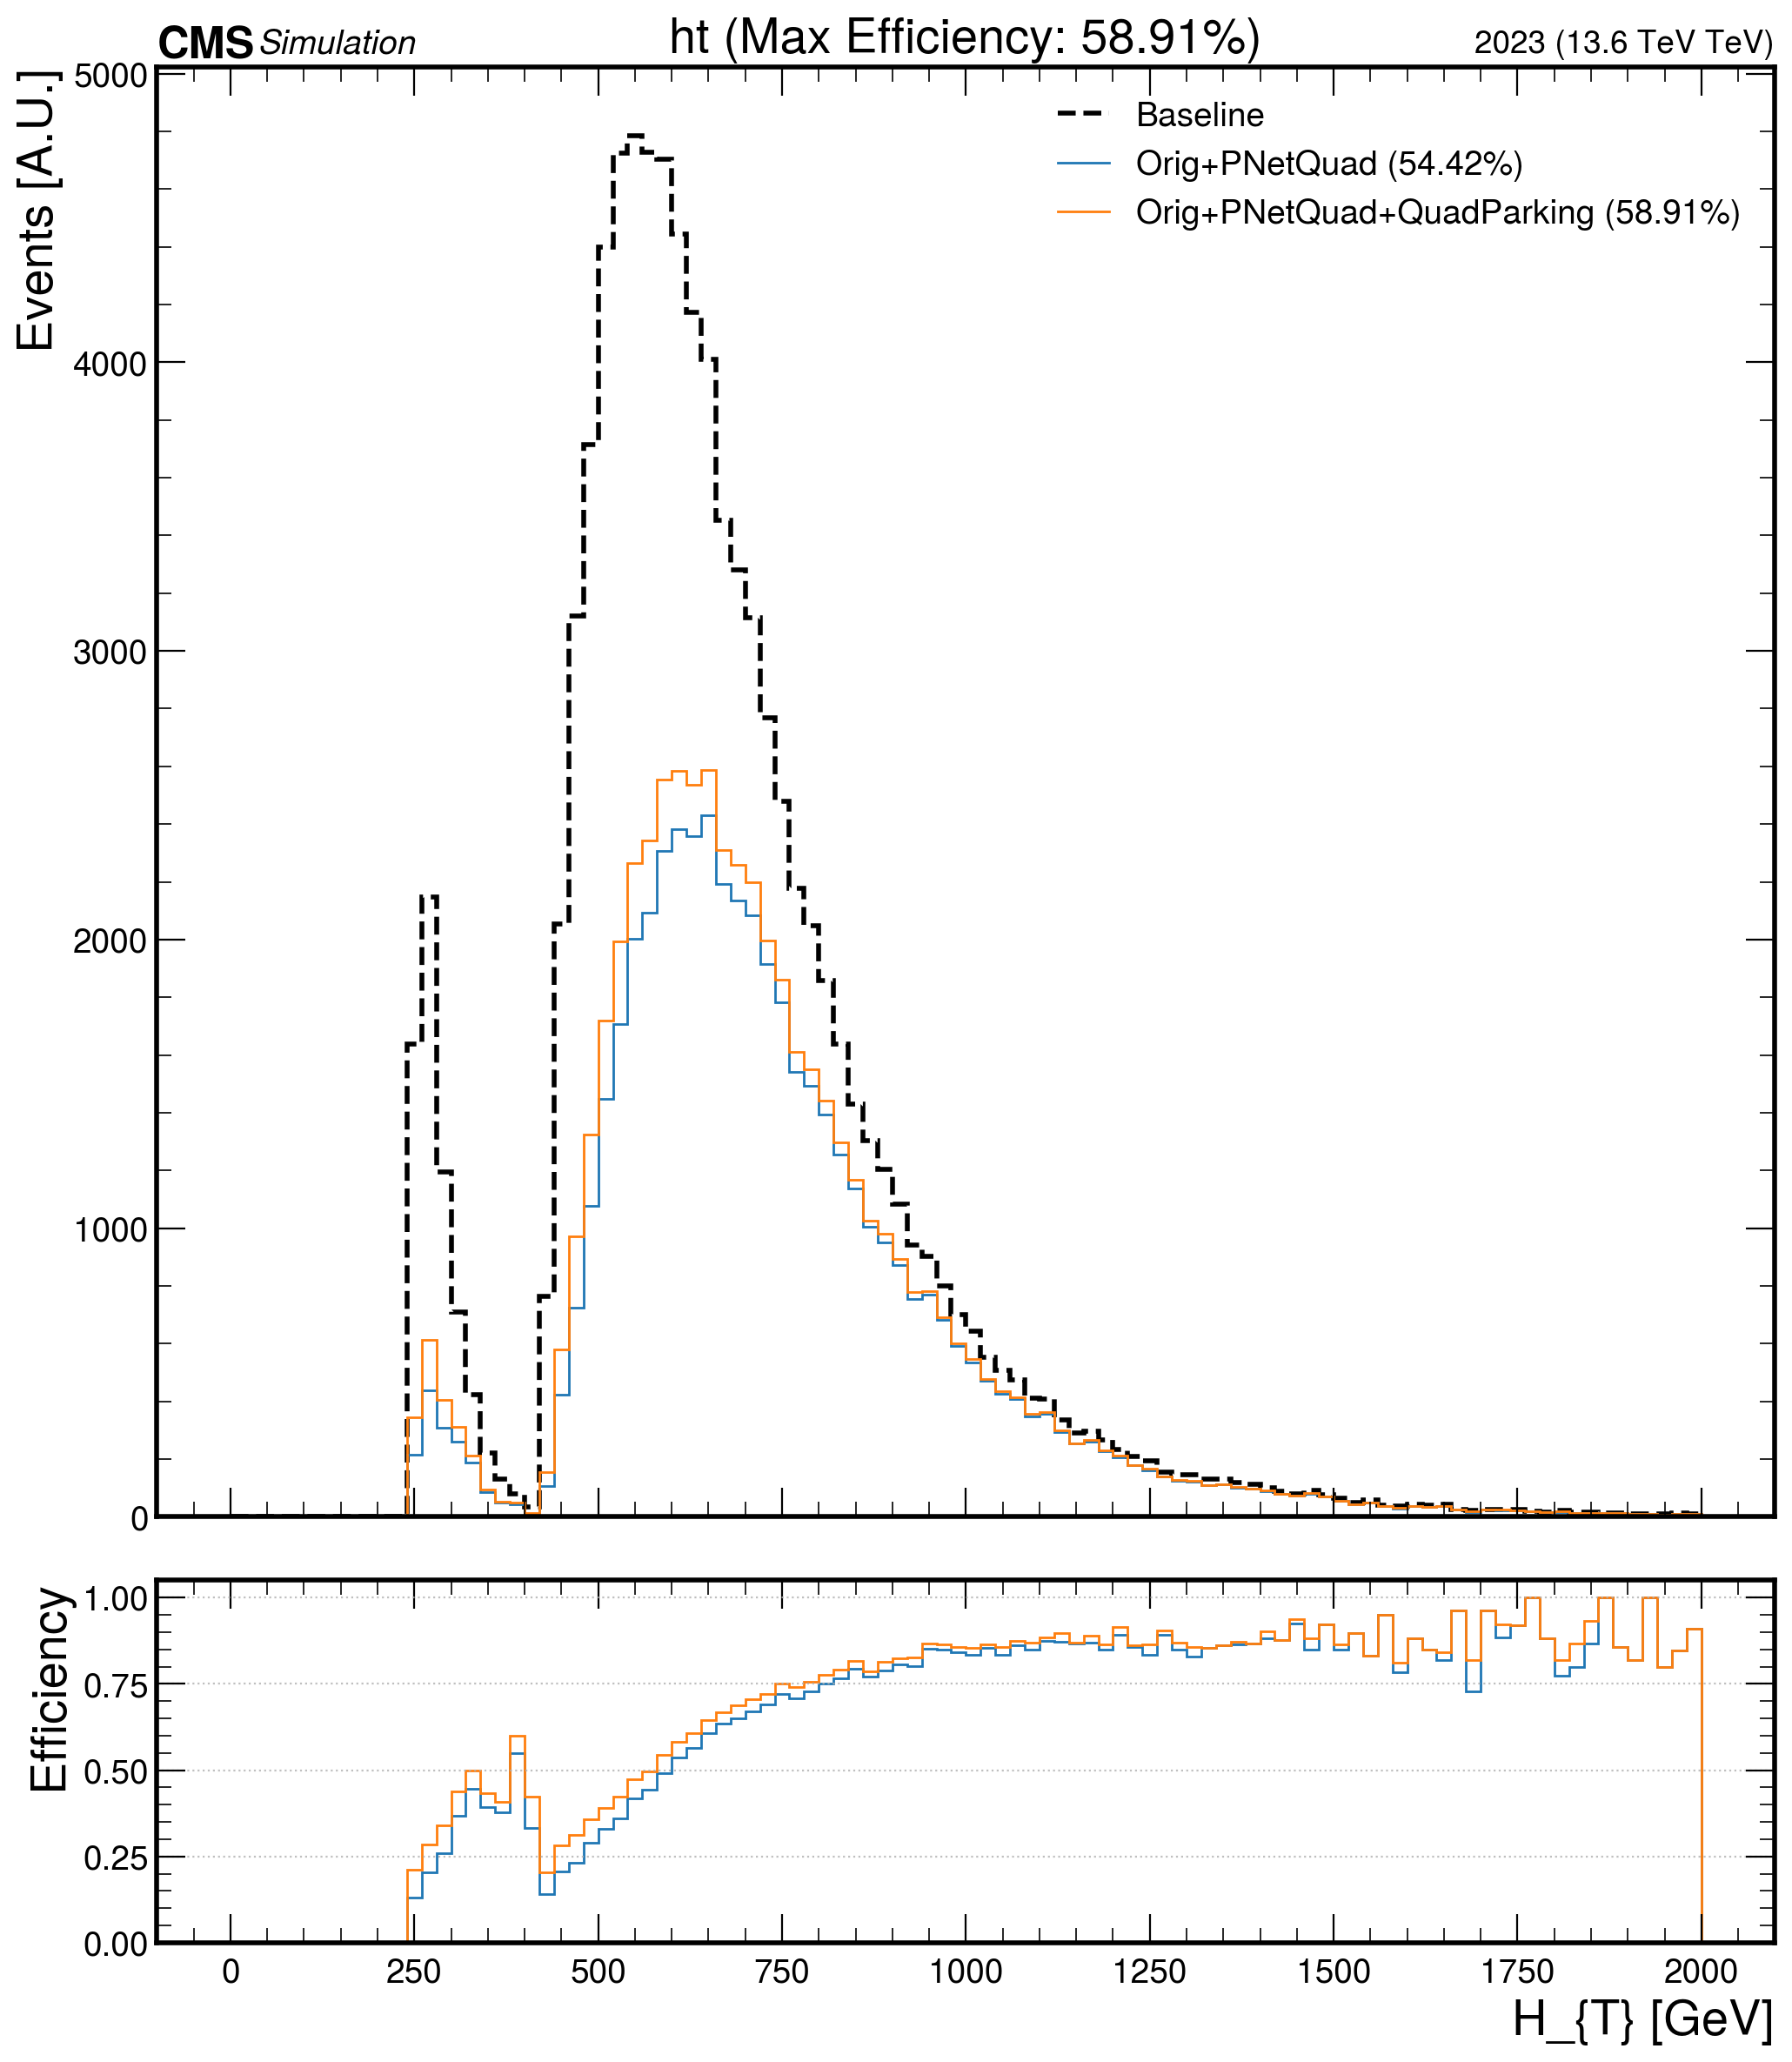 CMS Simulation ht (Max Efficiency: 58.91%) 2023 (13.6 TeV TeV)
Events [A.U.]
5000
4000
3000
2000
1000
0
Baseline
Orig+PNetQuad (54.42%)
Orig+PNetQuad+QuadParking (58.91%)
Efficiency
1.00
0.75
0.50
0.25
0.00
0 250 500 750 1000 1250 1500 1750 2000
H_{T} [GeV]